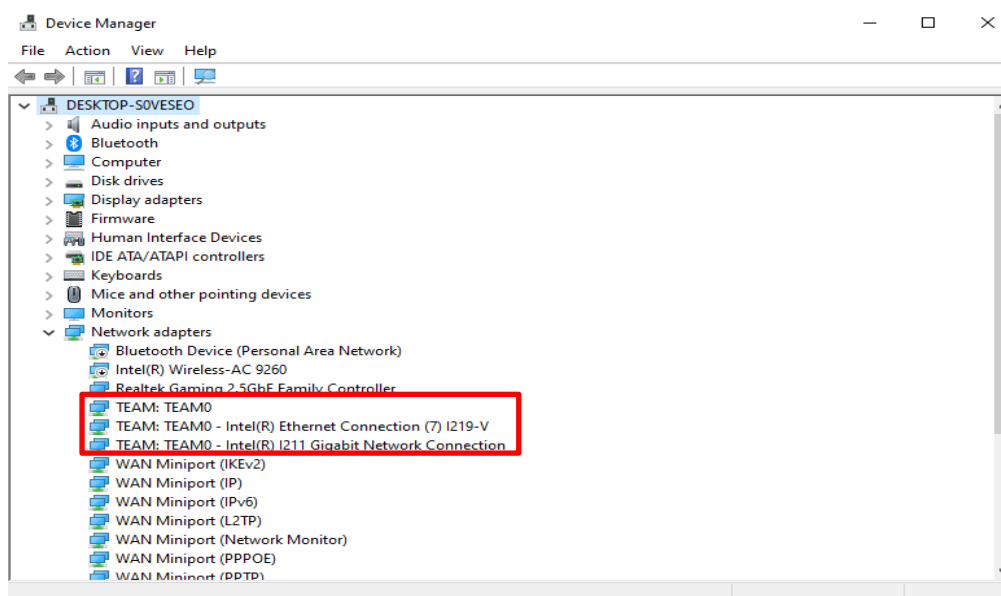 Device Manager
File Action View Help
DESKTOP-S0VESEO
Audio inputs and outputs
Bluetooth
Computer
Disk drives
Display adapters
Firmware
Human Interface Devices
IDE ATA/ATAPI controllers
Keyboards
Mice and other pointing devices
Monitors
Network adapters
Bluetooth Device (Personal Area Network)
Intel(R) Wireless-AC 9260
Realtek Gaming 2.5GbE Family Controller
TEAM: TEAM0
TEAM: TEAM0 - Intel(R) Ethernet Connection (7) I219-V
TEAM: TEAM0 - Intel(R) I211 Gigabit Network Connection
WAN Miniport (IKEv2)
WAN Miniport (IP)
WAN Miniport (IPv6)
WAN Miniport (L2TP)
WAN Miniport (Network Monitor)
WAN Miniport (PPPOE)
WAN Miniport (PPTP)